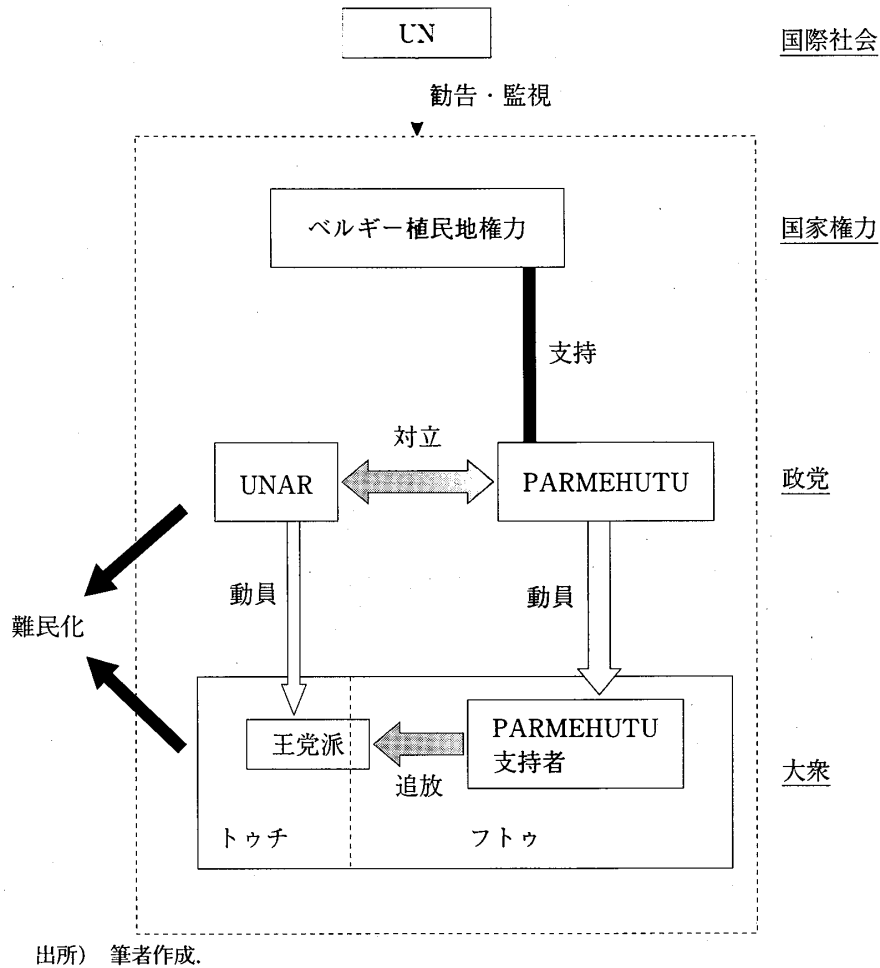 UN
国際社会
勧告・監視
ベルギー植民地権力
国家権力
支持
対立
UNAR
PARMEHUTU
政党
動員
動員
難民化
王党派
PARMEHUTU
支持者
追放
大衆
トゥチ
フトゥ
出所) 筆者作成.